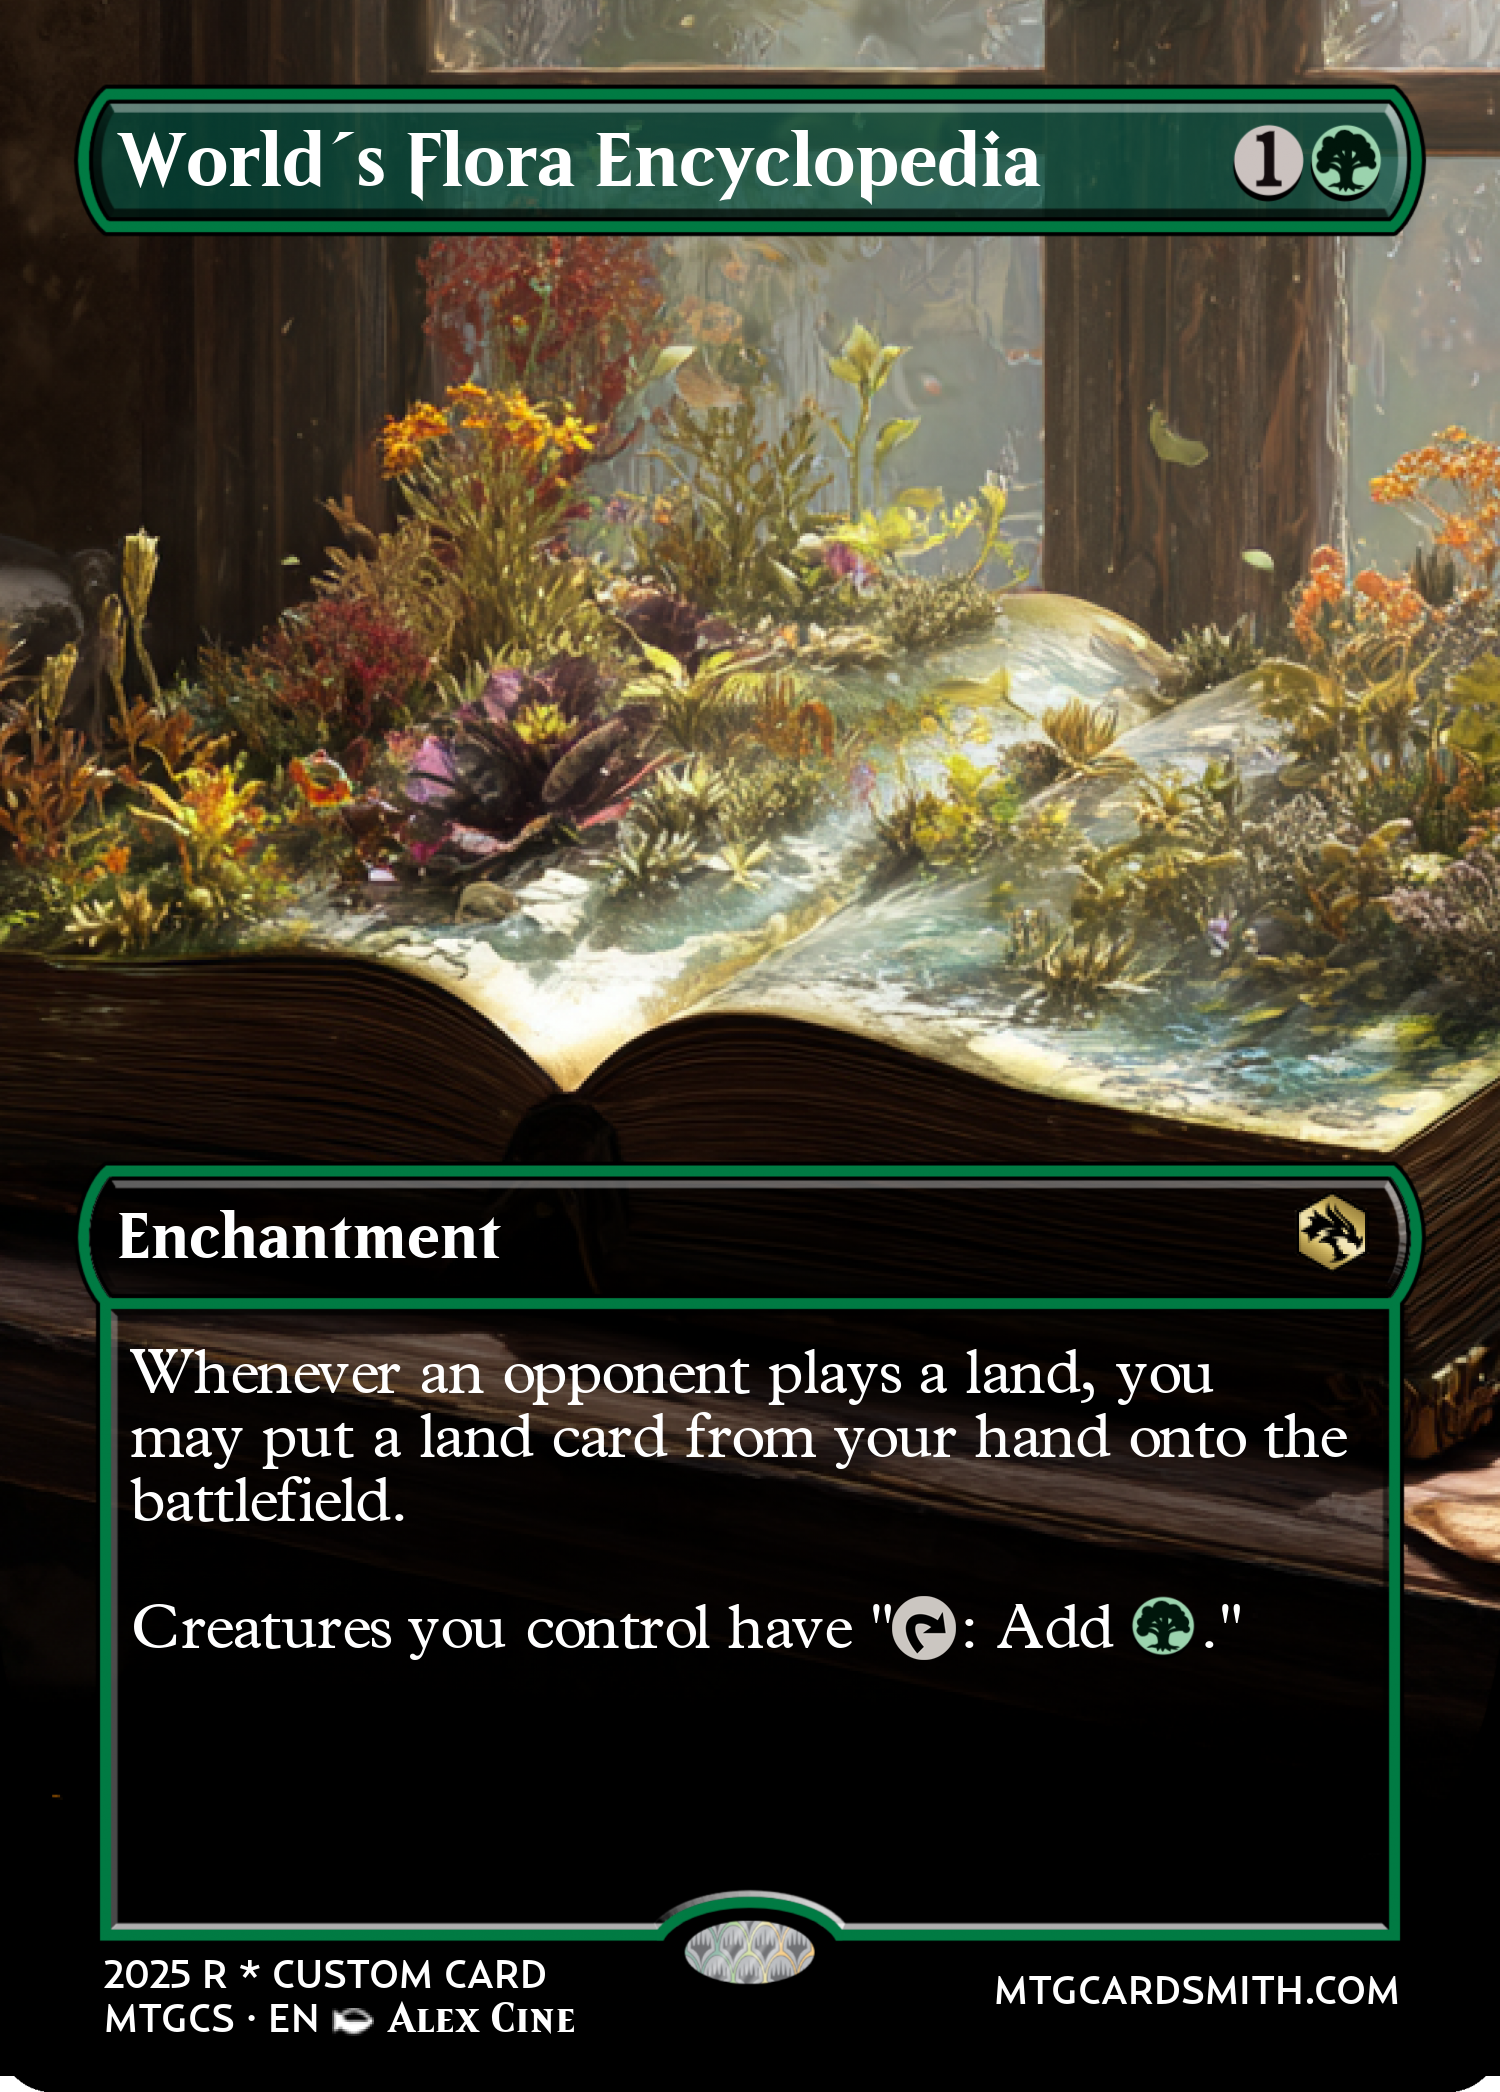 World´s Flora Encyclopedia 1
Enchantment
Whenever an opponent plays a land, you
may put a land card from your hand onto the
battlefield.
Creatures you control have ": Add ."
2025 R * CUSTOM CARD
MTGCS · EN Alex Cine
MTGCARDSMITH.COM